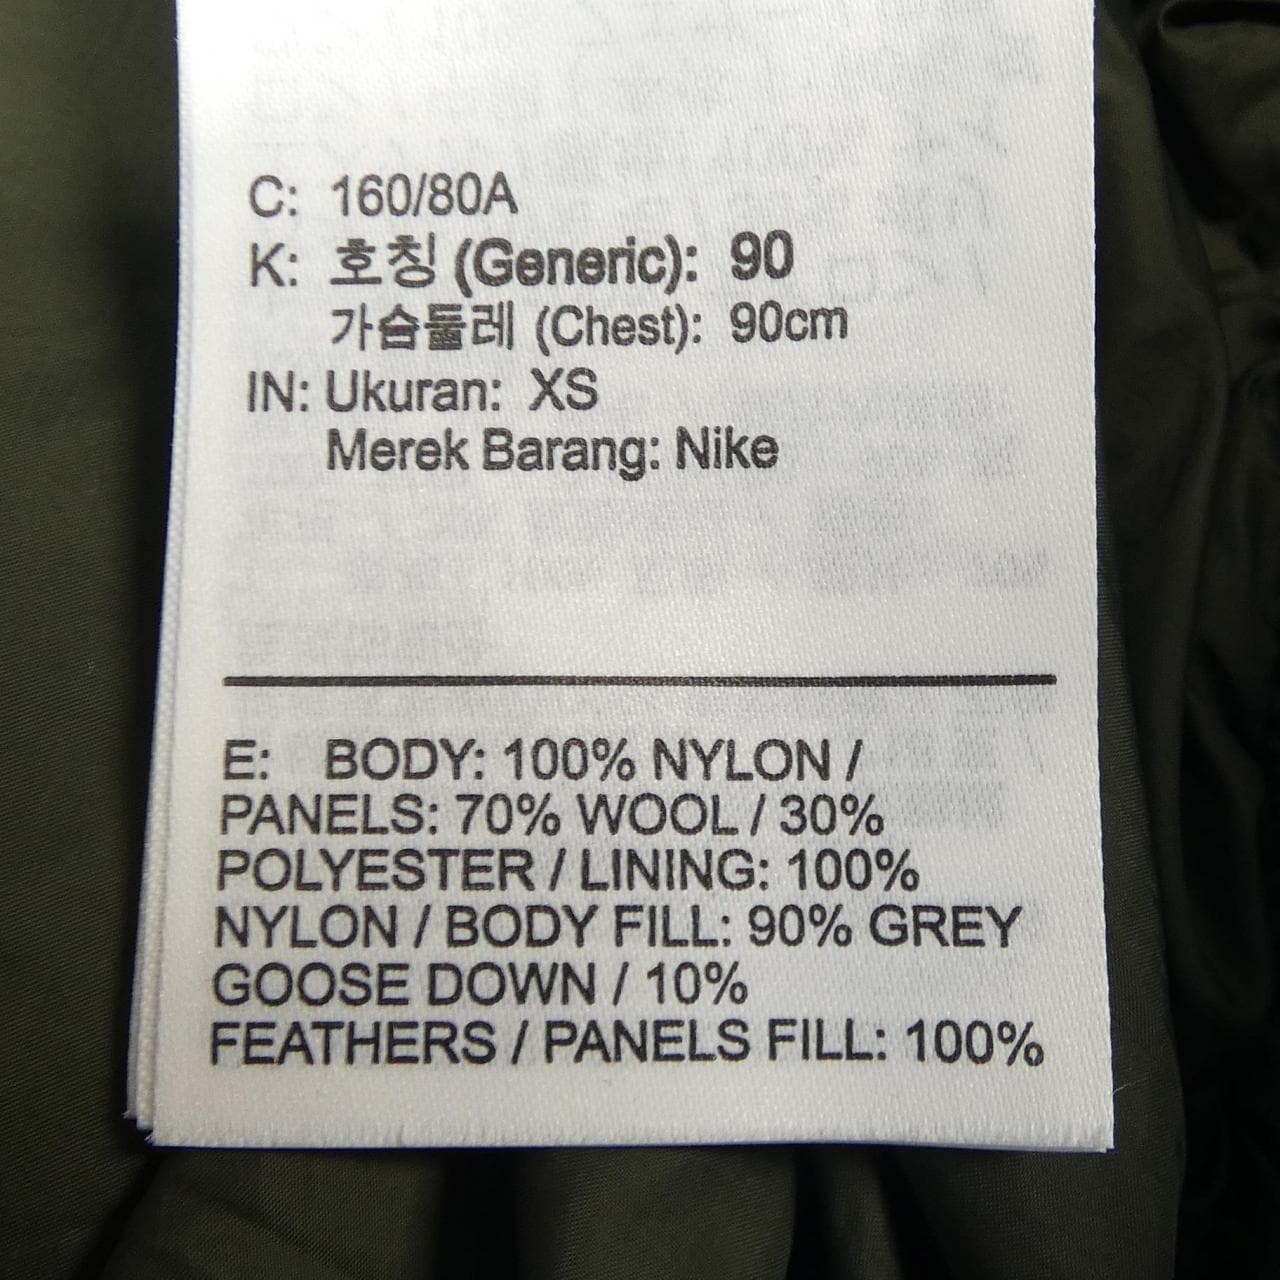 C: 160/80A
K: 호칭 (Generic): 90
가슴둘레 (Chest): 90cm
IN: Ukuran: XS
Merek Barang: Nike
E: BODY: 100% NYLON /
PANELS: 70% WOOL / 30%
POLYESTER / LINING: 100%
NYLON / BODY FILL: 90% GREY
GOOSE DOWN / 10%
FEATHERS / PANELS FILL: 100%